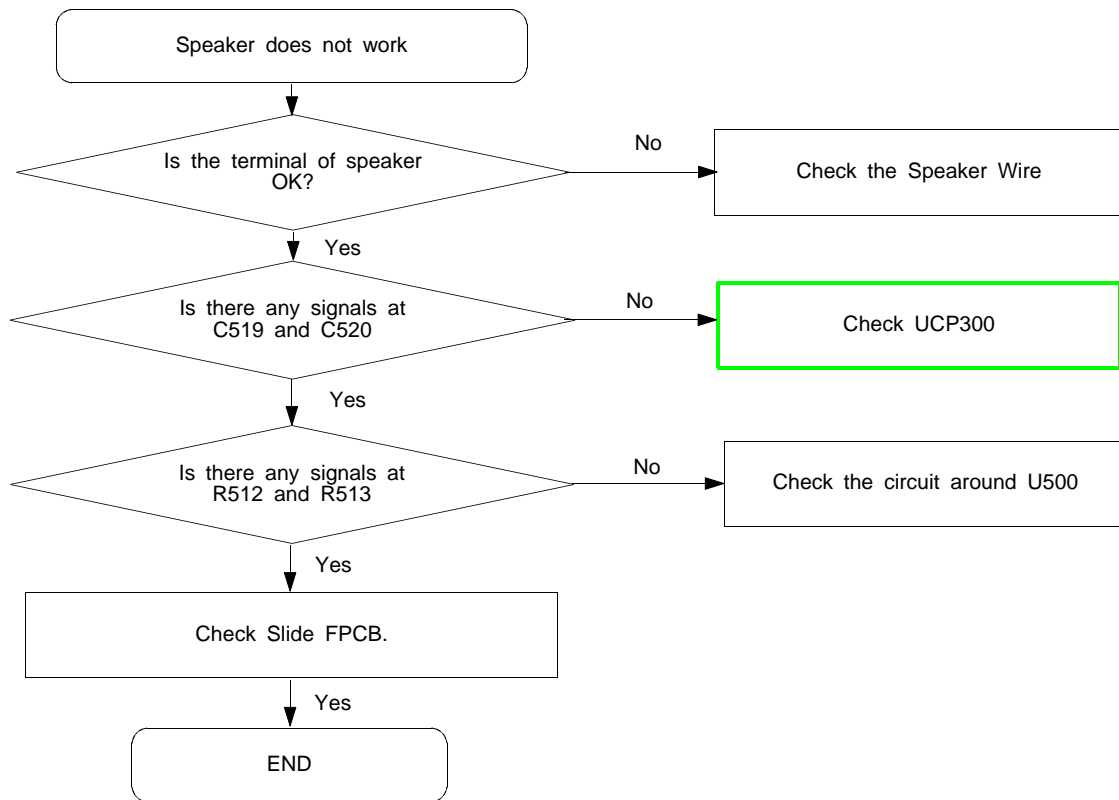 Speaker does not work
Is the terminal of speaker
OK?
No
Check the Speaker Wire
Yes
Is there any signals at
C519 and C520
No
Check UCP300
Yes
Is there any signals at
R512 and R513
No
Check the circuit around U500
Yes
Check Slide FPCB.
Yes
END